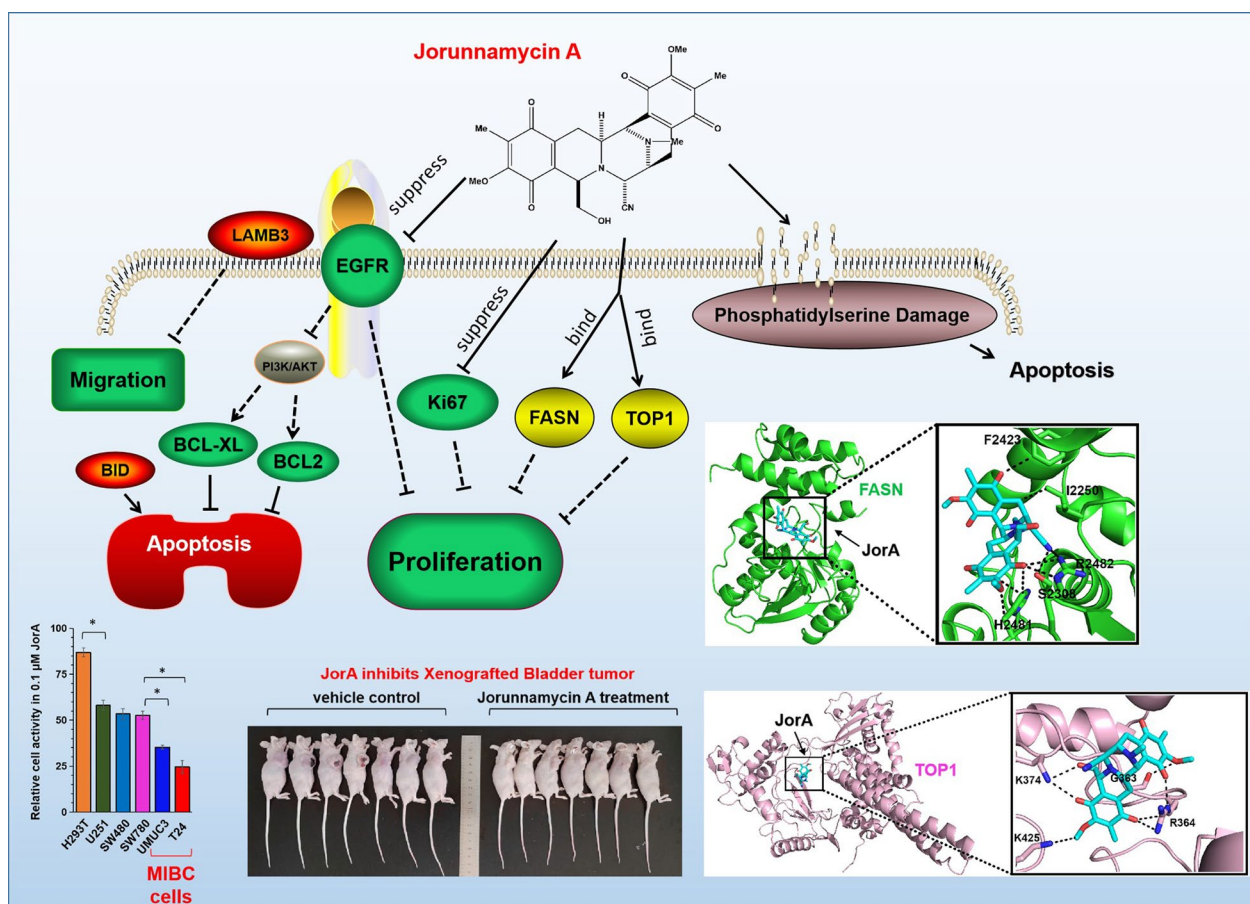 Jorunnamycin A
OMe
O
Me
O
O
H
O
Me
N
Me
N
MeO
O
CN
OH
suppress
LAMB3
EGFR
suppress
bind
bind
Phosphatidylserine Damage
Apoptosis
Migration
PI3K/AKT
Ki67
FASN
TOP1
BCL-XL
BCL2
BID
Apoptosis
Proliferation
FASN
JorA
F2423
I2250
R2482
S2308
H2481
Relative cell activity in 0.1 μM JorA
100
75
50
25
0
*
*
*
H293T
U251
SW480
SW780
UMUC3
T24
MIBC
cells
JorA inhibits Xenografted Bladder tumor
vehicle control
Jorunnamycin A treatment
JorA
TOP1
K374
G363
R364
K425